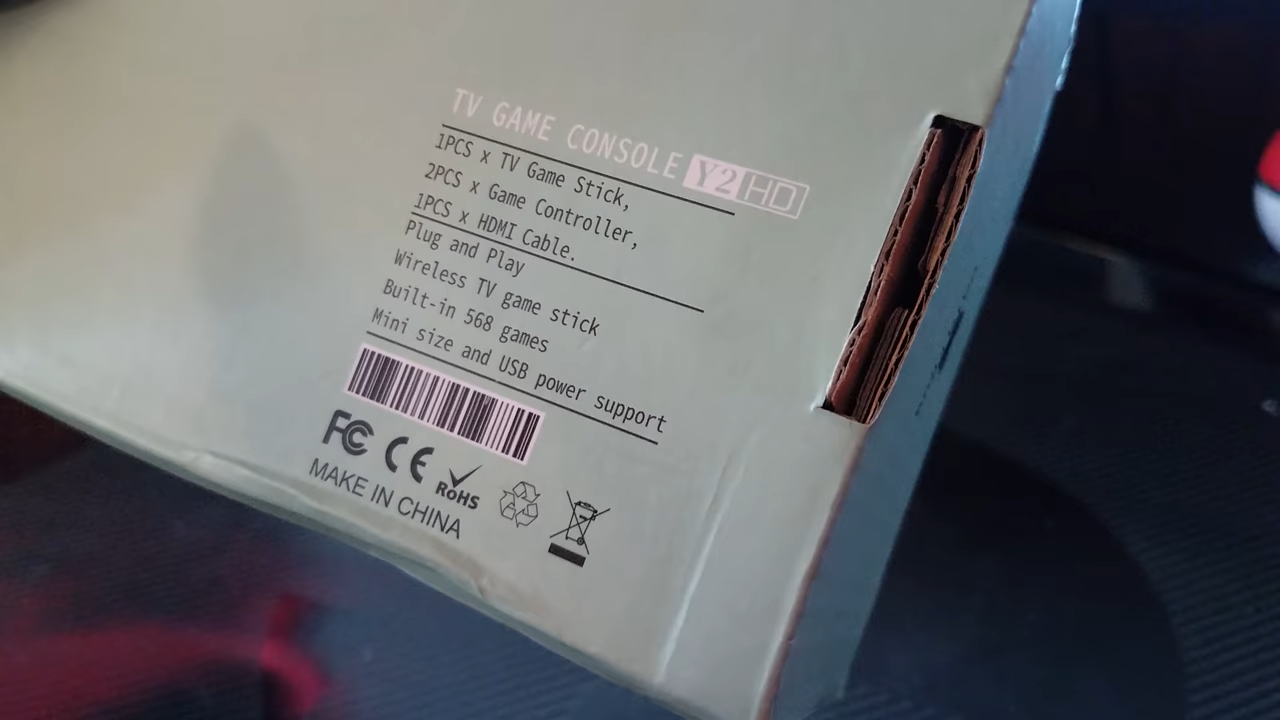 TV GAME CONSOLE Y2 HD
1PCS x TV Game Stick,
2PCS x Game Controller,
1PCS x HDMI Cable.
Plug and Play
Wireless TV game stick
Built-in 568 games
Mini size and USB power support
FC CE RoHS
MAKE IN CHINA